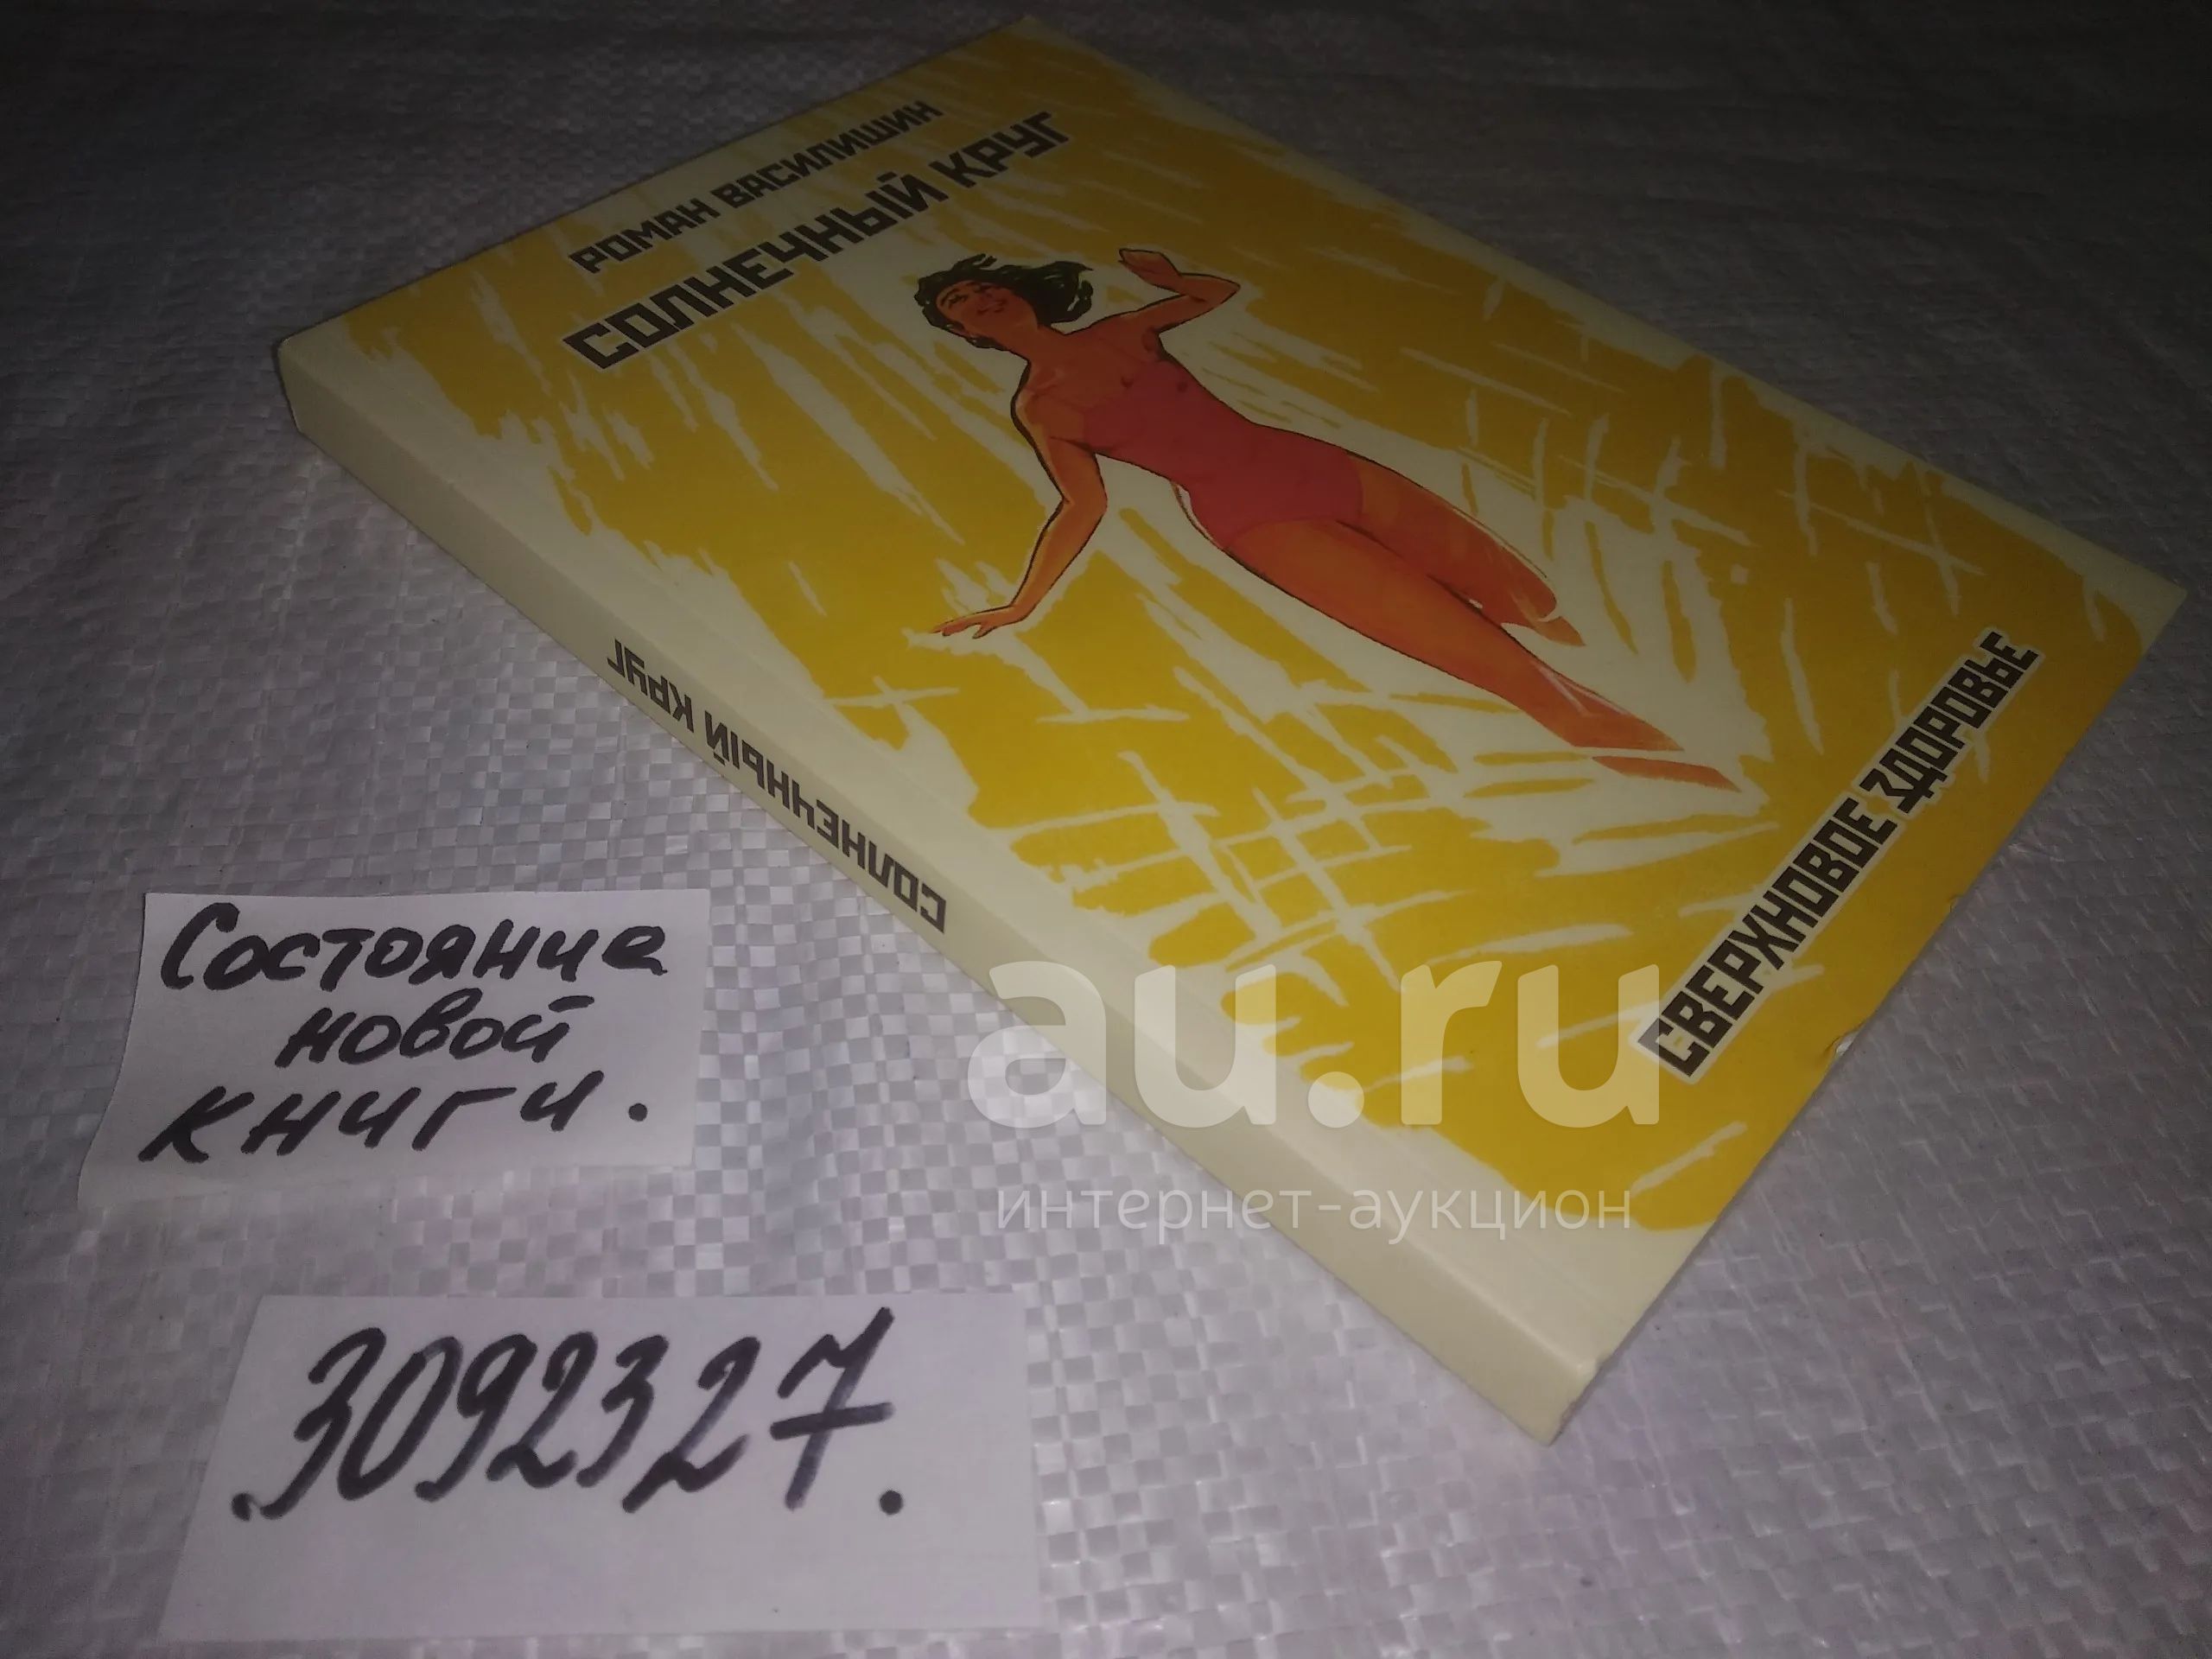 РОМАН ВАСИЛИШИН
СОЛНЕЧНЫЙ КРУГ
СВЕРХНОВОЕ ЗДОРОВЬЕ
СОЛНЕЧНЫЙ КРУГ
Состояние
новой
книги.
3092327.
au.ru
интернет-аукцион